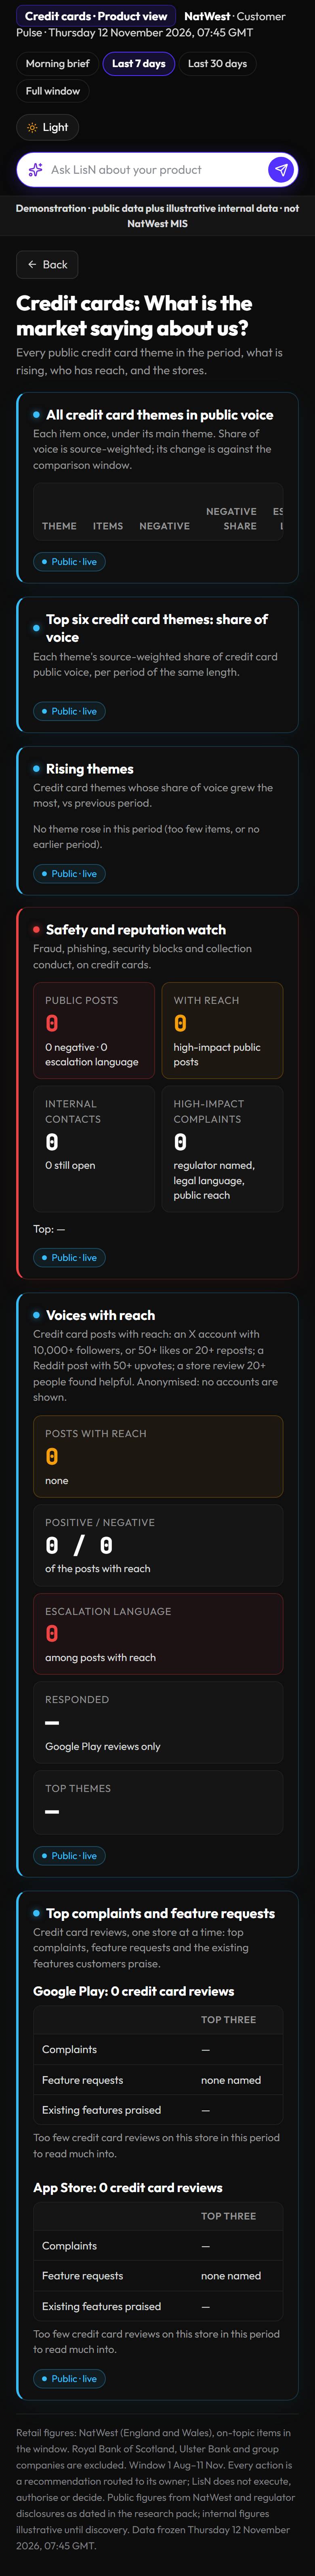 Credit cards · Product view NatWest · Customer
Pulse · Thursday 12 November 2026, 07:45 GMT
Morning brief Last 7 days Last 30 days
Full window
Light
Ask LisN about your product
Demonstration · public data plus illustrative internal data · not
NatWest MIS
← Back
Credit cards: What is the
market saying about us?
Every public credit card theme in the period, what is
rising, who has reach, and the stores.
All credit card themes in public voice
Each item once, under its main theme. Share of
voice is source-weighted; its change is against the
comparison window.
NEGATIVE
THEME ITEMS NEGATIVE SHARE
Public · live
Top six credit card themes: share of
voice
Each theme's source-weighted share of credit card
public voice, per period of the same length.
Public · live
Rising themes
Credit card themes whose share of voice grew the
most, vs previous period.
No theme rose in this period (too few items, or no
earlier period).
Public · live
Safety and reputation watch
Fraud, phishing, security blocks and collection
conduct, on credit cards.
PUBLIC POSTS
0
0 negative · 0
escalation language
WITH REACH
0
high-impact public
posts
INTERNAL
CONTACTS
0
0 still open
HIGH-IMPACT
COMPLAINTS
0
regulator named,
legal language,
public reach
Top: —
Public · live
Voices with reach
Credit card posts with reach: an X account with
10,000+ followers, or 50+ likes or 20+ reposts; a
Reddit post with 50+ upvotes; a store review 20+
people found helpful. Anonymised: no accounts are
shown.
POSTS WITH REACH
0
none
POSITIVE / NEGATIVE
0 / 0
of the posts with reach
ESCALATION LANGUAGE
0
among posts with reach
RESPONDED
—
Google Play reviews only
TOP THEMES
—
Public · live
Top complaints and feature requests
Credit card reviews, one store at a time: top
complaints, feature requests and the existing
features customers praise.
Google Play: 0 credit card reviews
TOP THREE
Complaints —
Feature requests none named
Existing features praised —
Too few credit card reviews on this store in this period
to read much into.
App Store: 0 credit card reviews
TOP THREE
Complaints —
Feature requests none named
Existing features praised —
Too few credit card reviews on this store in this period
to read much into.
Public · live
Retail figures: NatWest (England and Wales), on-topic items in
the window. Royal Bank of Scotland, Ulster Bank and group
companies are excluded. Window 1 Aug–11 Nov. Every action is
a recommendation routed to its owner; LisN does not execute,
authorise or decide. Public figures from NatWest and regulator
disclosures as dated in the research pack; internal figures
illustrative until discovery. Data frozen Thursday 12 November
2026, 07:45 GMT.